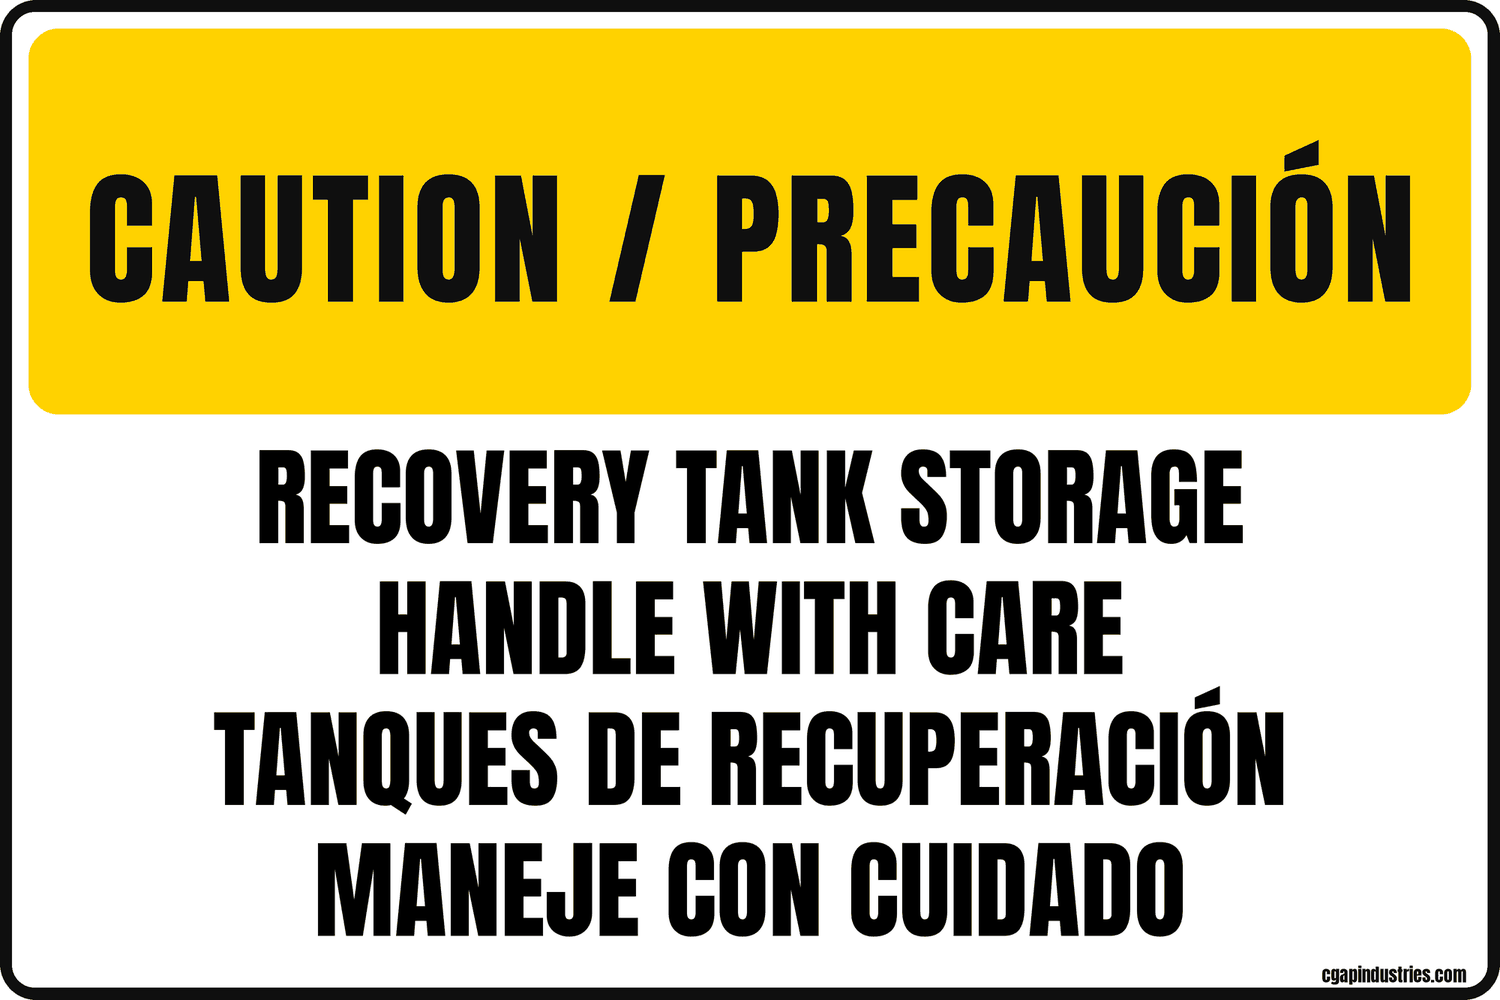 CAUTION / PRECAUCIÓN
RECOVERY TANK STORAGE
HANDLE WITH CARE
TANQUES DE RECUPERACIÓN
MANEJE CON CUIDADO
cgapindustries.com